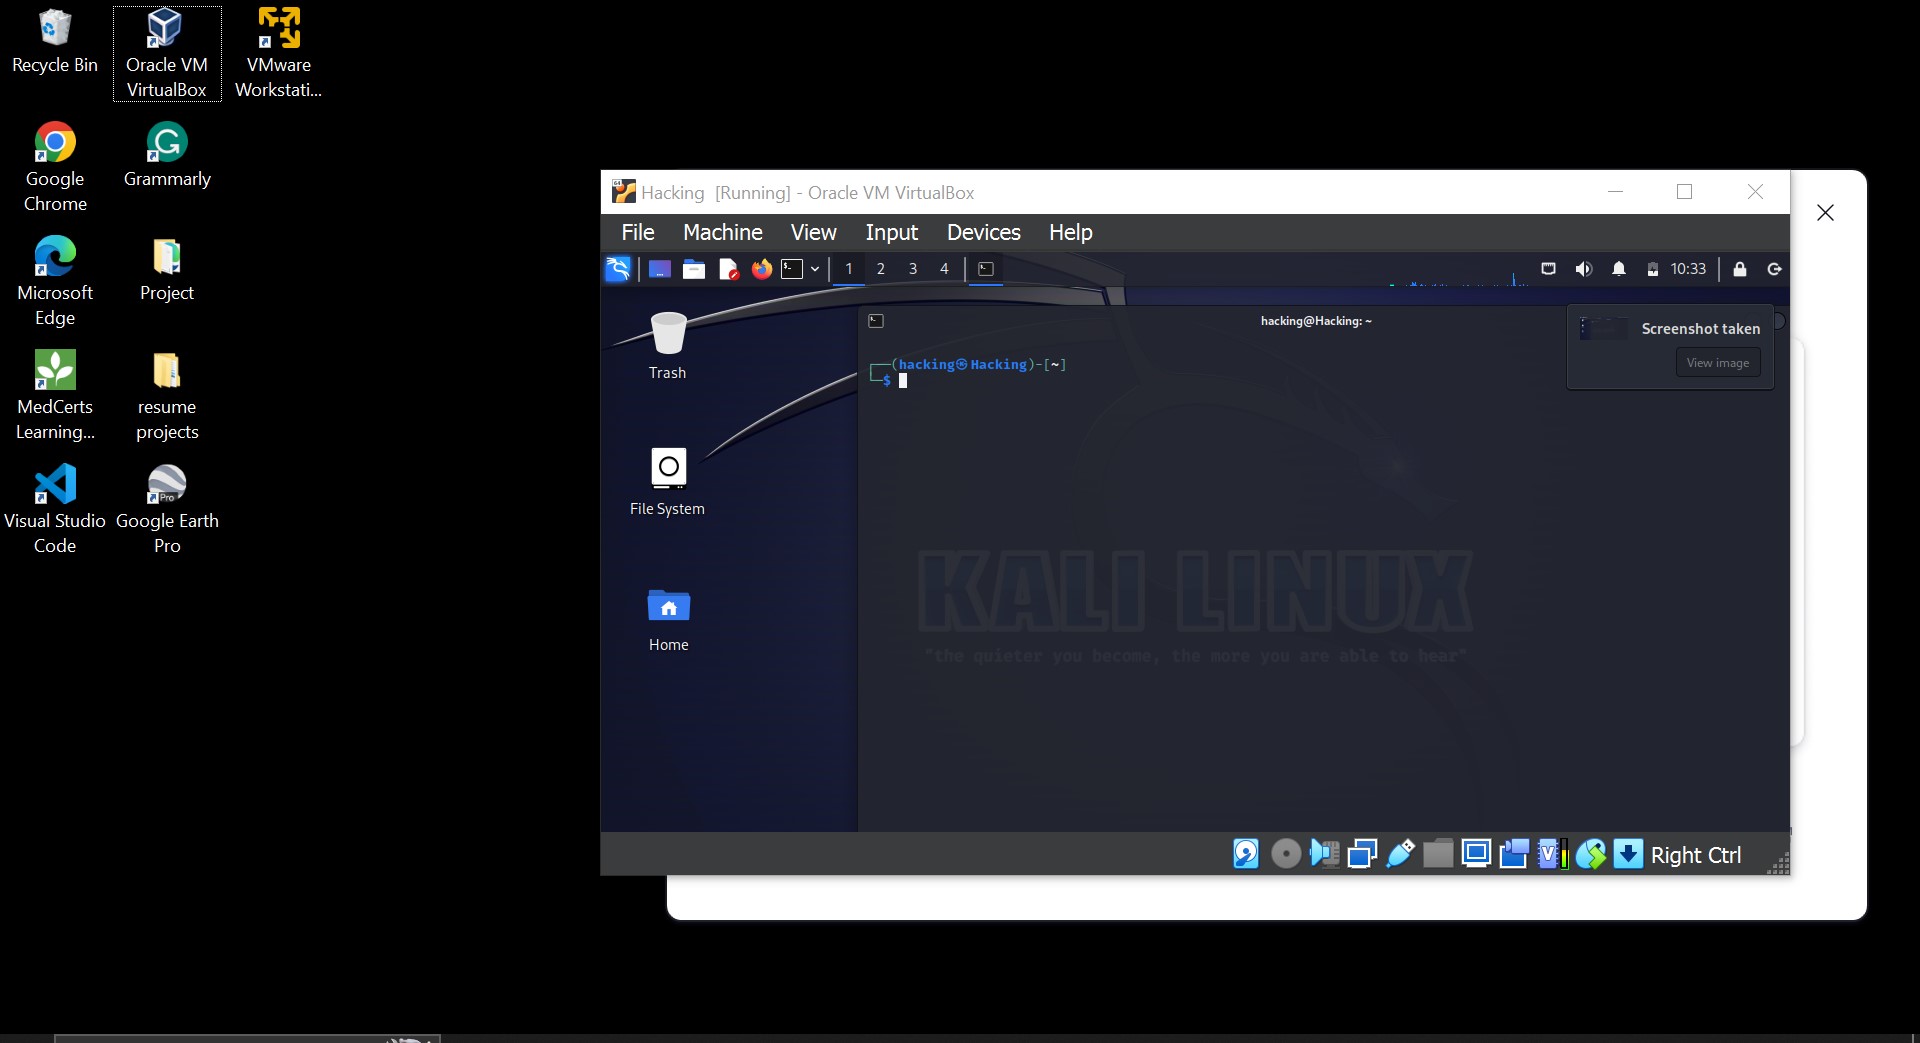 Recycle Bin
Oracle VM
VirtualBox
VMware
Workstati...
Google
Chrome
Grammarly
Microsoft
Edge
Project
MedCerts
Learning...
resume
projects
Visual Studio
Code
Google Earth
Pro
Pro
Hacking [Running] - Oracle VM VirtualBox
File Machine View Input Devices Help
1 2 3 4 10:33
Trash
File System
Home
hacking@Hacking: ~
(hacking㉿Hacking)-[~]
$
Screenshot taken
View image
KALI LINUX
"the quieter you become, the more you are able to hear"
V
Right Ctrl